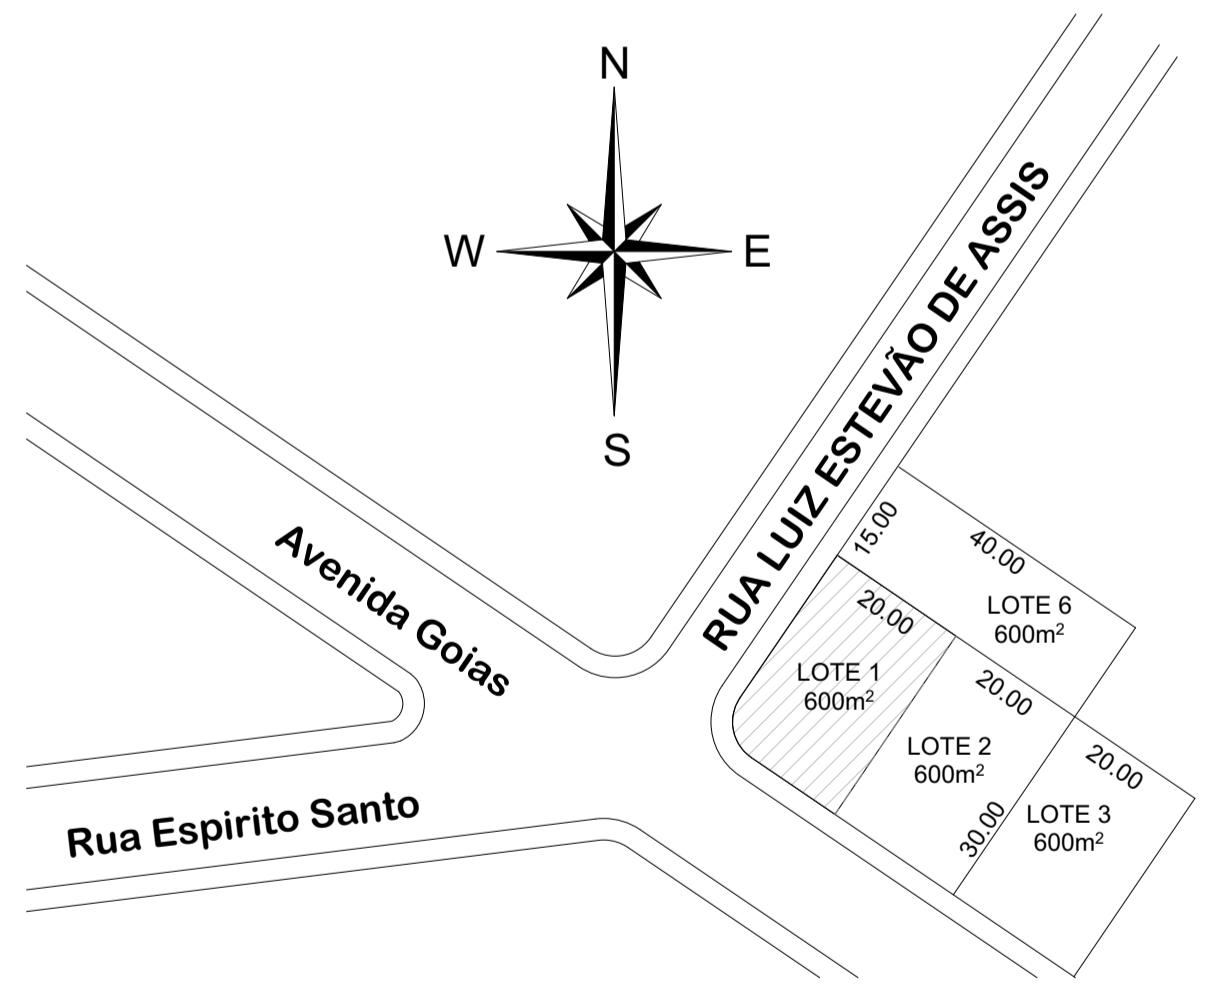 N
W
E
S
RUA LUIZ ESTEVÃO DE ASSIS
Avenida Goias
Rua Espirito Santo
15.00
40.00
LOTE 6
600m²
20.00
LOTE 1
600m²
20.00
LOTE 2
600m²
30.00
20.00
LOTE 3
600m²